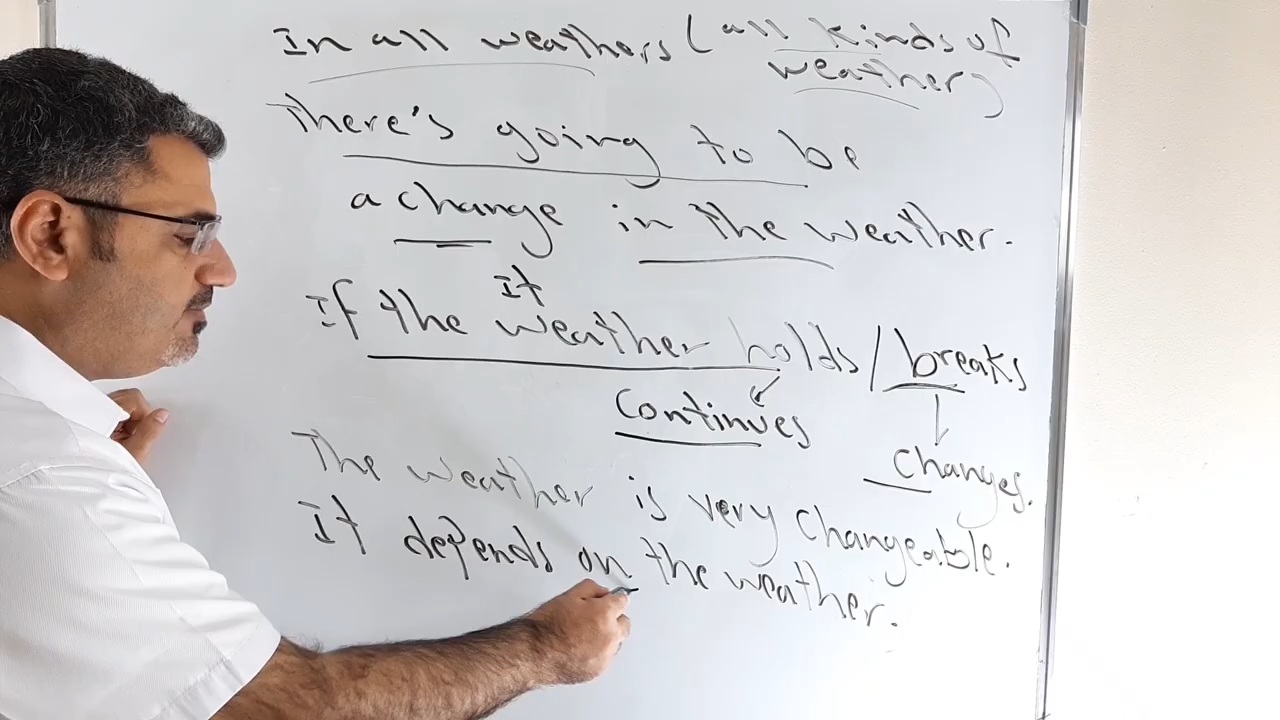 In all weathers (all kinds of
weather)
There's going to be
a change in the weather.
It
If the weather holds / breaks
continues
changes.
The weather is very changeable.
It depends on the weather.